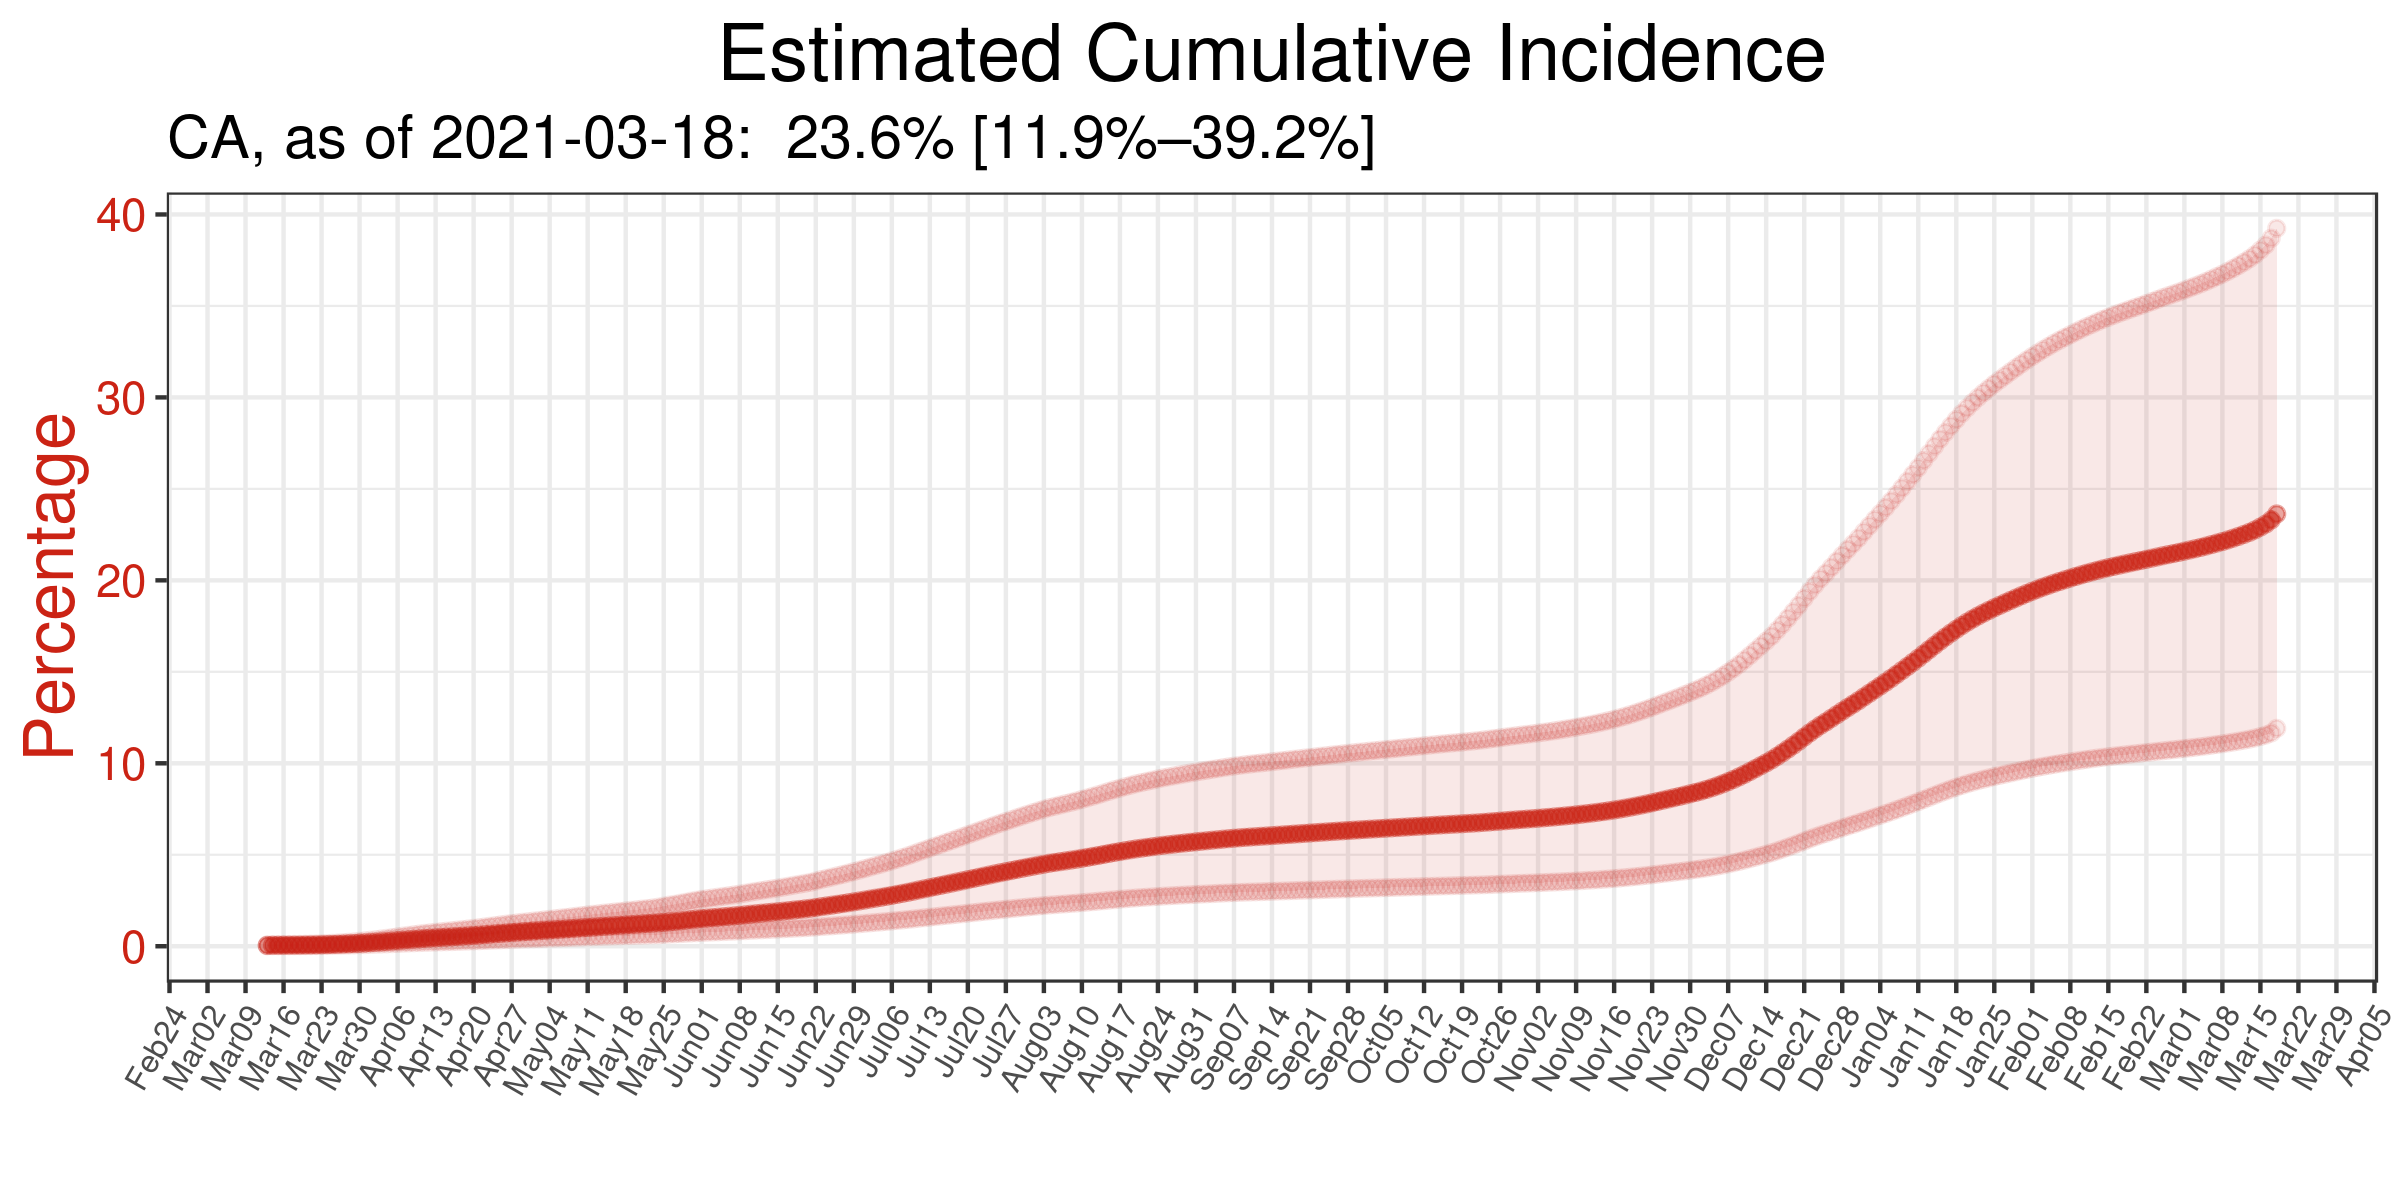 Estimated Cumulative Incidence
CA, as of 2021-03-18:  23.6% [11.9%–39.2%]
Percentage
40
30
20
10
0
Feb24
Mar02
Mar09
Mar16
Mar23
Mar30
Apr06
Apr13
Apr20
Apr27
May04
May11
May18
May25
Jun01
Jun08
Jun15
Jun22
Jun29
Jul06
Jul13
Jul20
Jul27
Aug03
Aug10
Aug17
Aug24
Aug31
Sep07
Sep14
Sep21
Sep28
Oct05
Oct12
Oct19
Oct26
Nov02
Nov09
Nov16
Nov23
Nov30
Dec07
Dec14
Dec21
Dec28
Jan04
Jan11
Jan18
Jan25
Feb01
Feb08
Feb15
Feb22
Mar01
Mar08
Mar15
Mar22
Mar29
Apr05